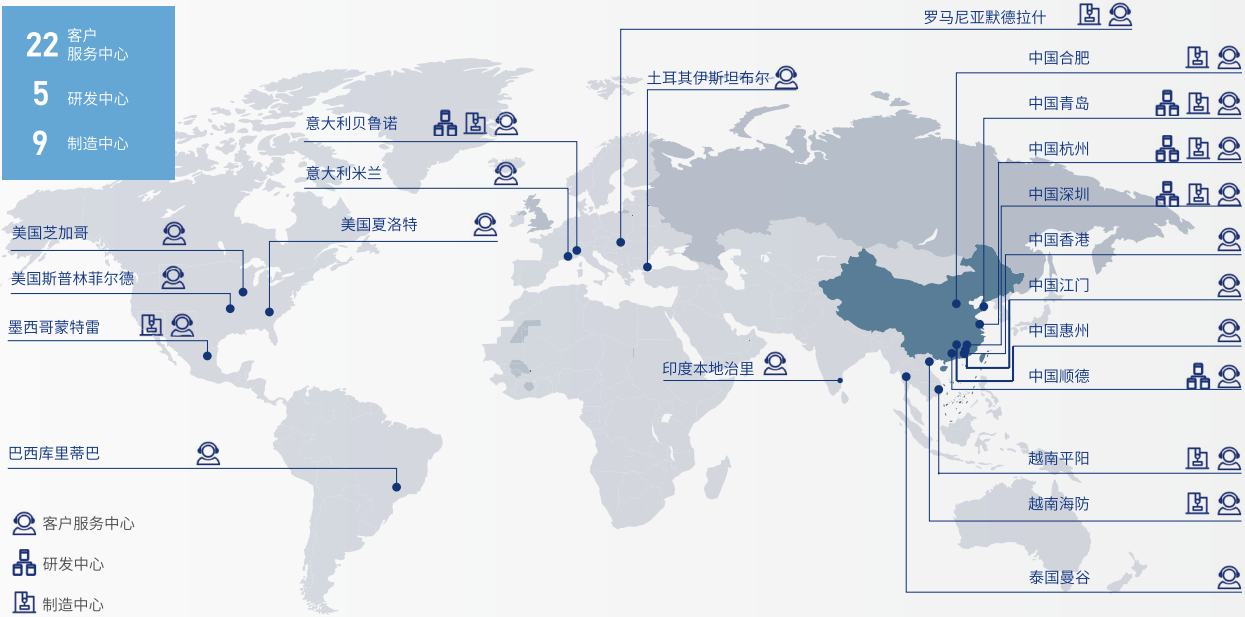 22 客户
服务中心
5 研发中心
9 制造中心
罗马尼亚默德拉什
土耳其伊斯坦布尔
意大利贝鲁诺
意大利米兰
美国夏洛特
美国芝加哥
美国斯普林菲尔德
墨西哥蒙特雷
巴西库里蒂巴
印度本地治里
中国合肥
中国青岛
中国杭州
中国深圳
中国香港
中国江门
中国惠州
中国顺德
越南平阳
越南海防
泰国曼谷
客户服务中心
研发中心
制造中心